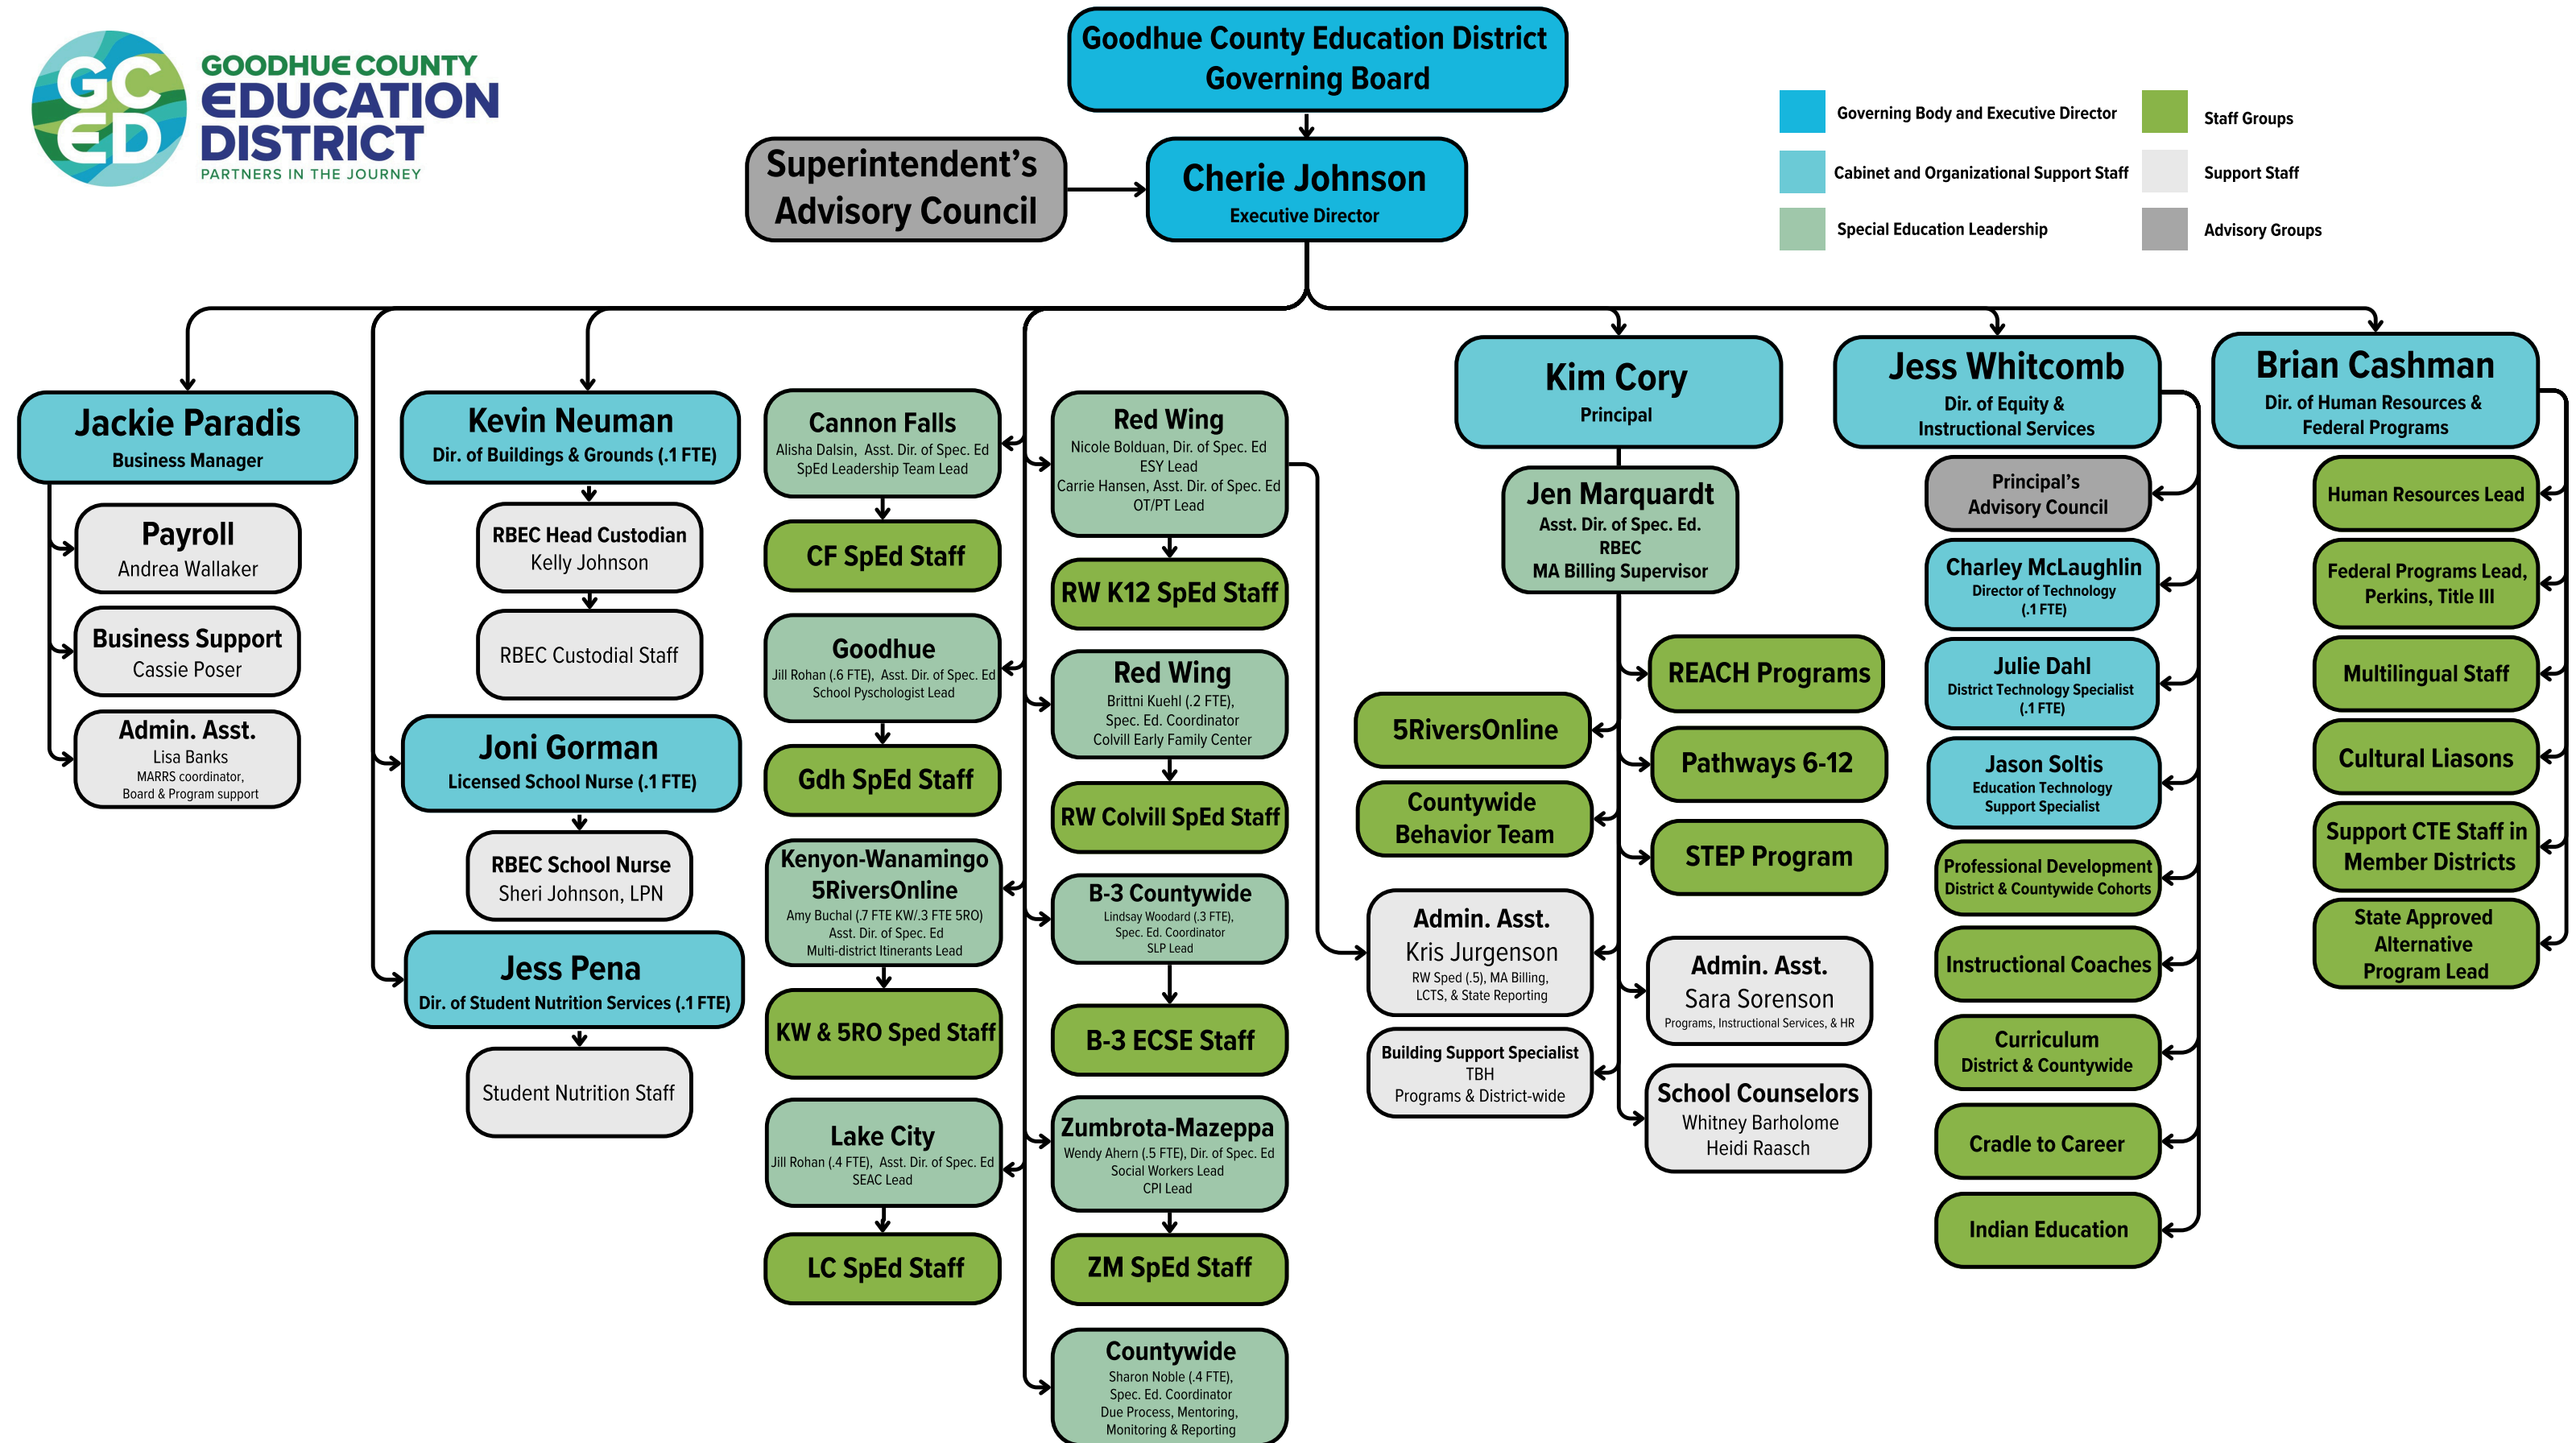 GC
ED
GOODHUE COUNTY
EDUCATION
DISTRICT
PARTNERS IN THE JOURNEY
Goodhue County Education District
Governing Board
Superintendent's
Advisory Council
Cherie Johnson
Executive Director
Governing Body and Executive Director
Cabinet and Organizational Support Staff
Special Education Leadership
Staff Groups
Support Staff
Advisory Groups
Jackie Paradis
Business Manager
Payroll
Andrea Wallaker
Business Support
Cassie Poser
Admin. Asst.
Lisa Banks
MARRS coordinator,
Board & Program support
Kevin Neuman
Dir. of Buildings & Grounds (.1 FTE)
RBEC Head Custodian
Kelly Johnson
RBEC Custodial Staff
Joni Gorman
Licensed School Nurse (.1 FTE)
RBEC School Nurse
Sheri Johnson, LPN
Jess Pena
Dir. of Student Nutrition Services (.1 FTE)
Student Nutrition Staff
Cannon Falls
Alisha Dalsin, Asst. Dir. of Spec. Ed
SpEd Leadership Team Lead
CF SpEd Staff
Goodhue
Jill Rohan (.6 FTE), Asst. Dir. of Spec. Ed
School Pyschologist Lead
Gdh SpEd Staff
Kenyon-Wanamingo
5RiversOnline
Amy Buchal (.7 FTE KW/.3 FTE 5RO)
Asst. Dir. of Spec. Ed
Multi-district Itinerants Lead
KW & 5RO Sped Staff
Lake City
Jill Rohan (.4 FTE), Asst. Dir. of Spec. Ed
SEAC Lead
LC SpEd Staff
Red Wing
Nicole Bolduan, Dir. of Spec. Ed
ESY Lead
Carrie Hansen, Asst. Dir. of Spec. Ed
OT/PT Lead
RW K12 SpEd Staff
Red Wing
Brittni Kuehl (.2 FTE),
Spec. Ed. Coordinator
Colvill Early Family Center
RW Colvill SpEd Staff
B-3 Countywide
Lindsay Woodard (.3 FTE),
Spec. Ed. Coordinator
SLP Lead
B-3 ECSE Staff
Zumbrota-Mazeppa
Wendy Ahern (.5 FTE), Dir. of Spec. Ed
Social Workers Lead
CPI Lead
ZM SpEd Staff
Countywide
Sharon Noble (.4 FTE),
Spec. Ed. Coordinator
Due Process, Mentoring,
Monitoring & Reporting
Kim Cory
Principal
Jen Marquardt
Asst. Dir. of Spec. Ed.
RBEC
MA Billing Supervisor
REACH Programs
5RiversOnline
Pathways 6-12
Countywide
Behavior Team
STEP Program
Admin. Asst.
Kris Jurgenson
RW Sped (.5), MA Billing,
LCTS, & State Reporting
Admin. Asst.
Sara Sorenson
Programs, Instructional Services, & HR
Building Support Specialist
TBH
Programs & District-wide
School Counselors
Whitney Barholome
Heidi Raasch
Jess Whitcomb
Dir. of Equity &
Instructional Services
Principal's
Advisory Council
Charley McLaughlin
Director of Technology
(.1 FTE)
Julie Dahl
District Technology Specialist
(.1 FTE)
Jason Soltis
Education Technology
Support Specialist
Professional Development
District & Countywide Cohorts
Instructional Coaches
Curriculum
District & Countywide
Cradle to Career
Indian Education
Brian Cashman
Dir. of Human Resources &
Federal Programs
Human Resources Lead
Federal Programs Lead,
Perkins, Title III
Multilingual Staff
Cultural Liasons
Support CTE Staff in
Member Districts
State Approved
Alternative
Program Lead